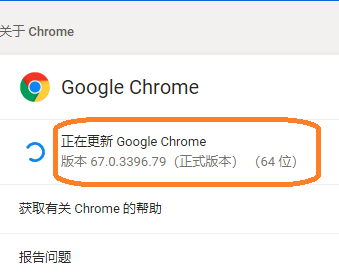 关于 Chrome
Google Chrome
正在更新 Google Chrome
版本 67.0.3396.79（正式版本） （64 位）
获取有关 Chrome 的帮助
报告问题